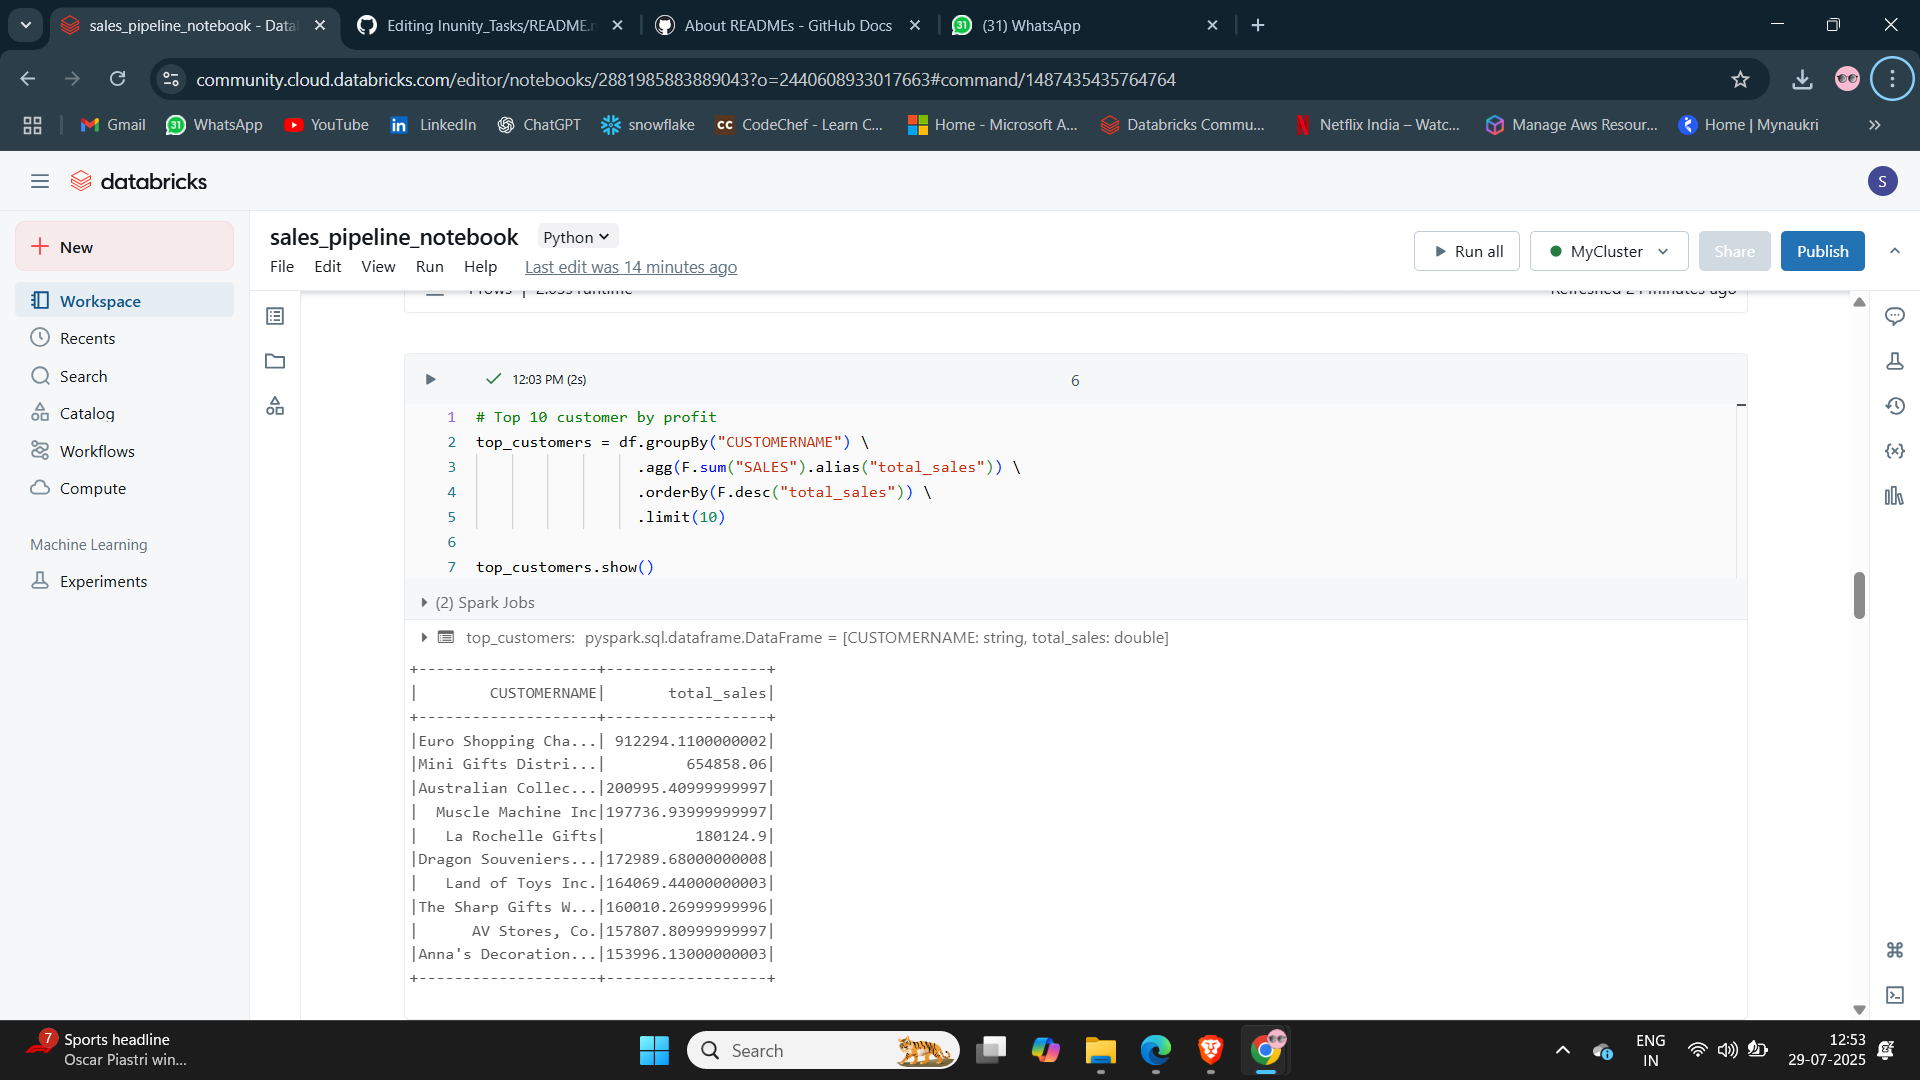 sales_pipeline_notebook - Data
Editing Inunity_Tasks/README.m
About READMEs - GitHub Docs
(31) WhatsApp
community.cloud.databricks.com/editor/notebooks/2881985883889043?o=2440608933017663#command/1487435435764764
Gmail
31
WhatsApp
YouTube
LinkedIn
ChatGPT
snowflake
CC
CodeChef - Learn C...
Home - Microsoft A...
Databricks Commu...
Netflix India – Watc...
Manage Aws Resour...
Home | Mynaukri
databricks
S
New
Workspace
Recents
Search
Catalog
Workflows
Compute
Machine Learning
Experiments
sales_pipeline_notebook
Python
File Edit View Run Help Last edit was 14 minutes ago
Run all
MyCluster
Share
Publish
12:03 PM (2s)
6
1 # Top 10 customer by profit
2 top_customers = df.groupBy("CUSTOMERNAME") \
3 .agg(F.sum("SALES").alias("total_sales")) \
4 .orderBy(F.desc("total_sales")) \
5 .limit(10)
6
7 top_customers.show()
(2) Spark Jobs
top_customers: pyspark.sql.dataframe.DataFrame = [CUSTOMERNAME: string, total_sales: double]
+--------------------+------------------+
|        CUSTOMERNAME|       total_sales|
+--------------------+------------------+
|Euro Shopping Cha...| 912294.1100000002|
|Mini Gifts Distri...|         654858.06|
|Australian Collec...|200995.40999999997|
|  Muscle Machine Inc|197736.93999999997|
|   La Rochelle Gifts|          180124.9|
|Dragon Souveniers...|172989.68000000008|
|   Land of Toys Inc.|164069.44000000003|
|The Sharp Gifts W...|160010.26999999996|
|      AV Stores, Co.|157807.80999999997|
|Anna's Decoration...|153996.13000000003|
+--------------------+------------------+
7
Sports headline
Oscar Piastri win...
Search
ENG
IN
12:53
29-07-2025